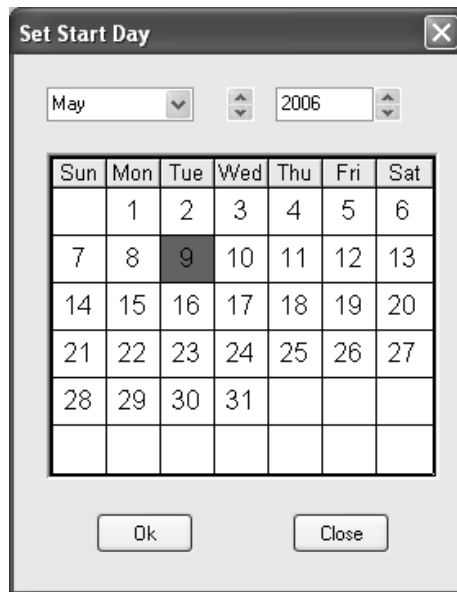 Set Start Day
May 2006
Sun Mon Tue Wed Thu Fri Sat
1 2 3 4 5 6
7 8 9 10 11 12 13
14 15 16 17 18 19 20
21 22 23 24 25 26 27
28 29 30 31
Ok Close